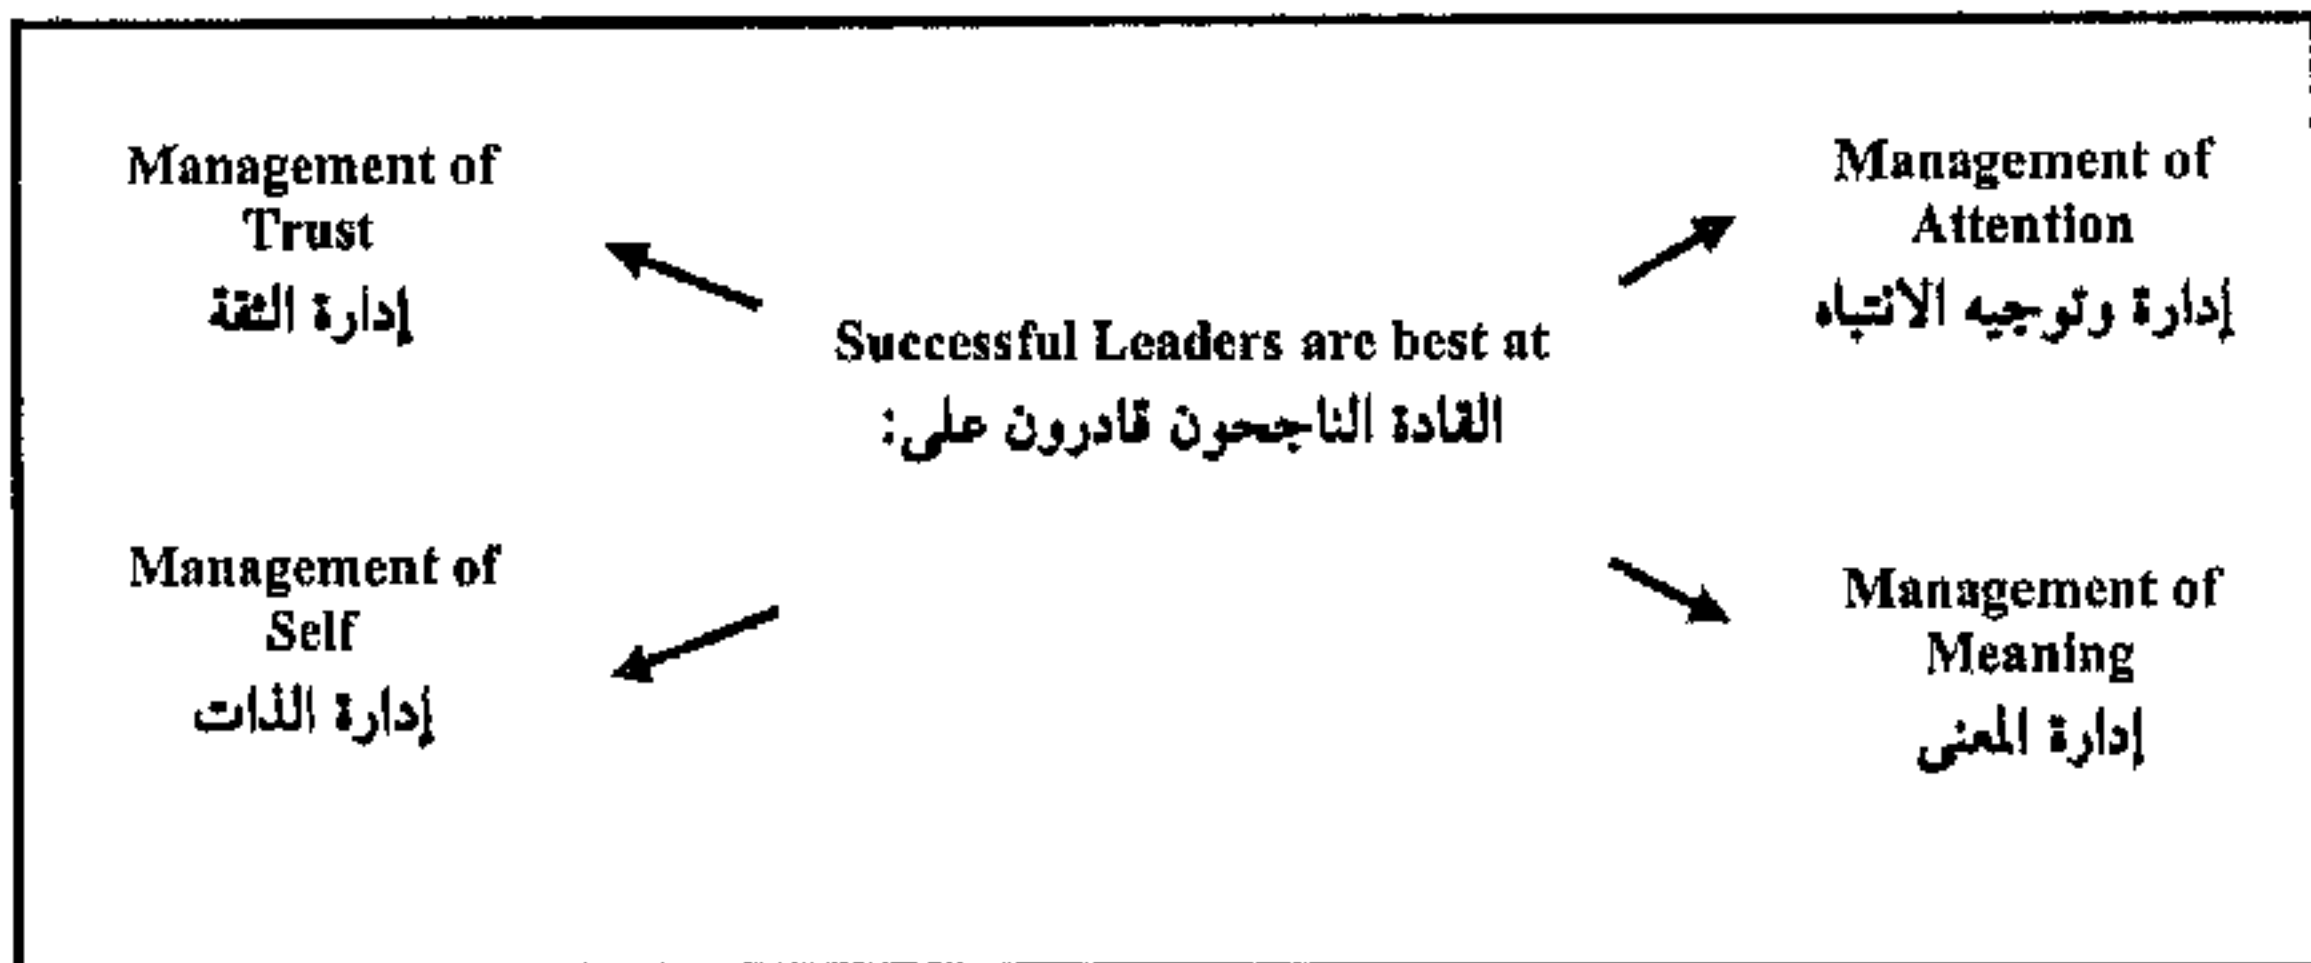 Management of
Trust
إدارة الثقة
Management of
Attention
إدارة وتوجيه الانتباه
Successful Leaders are best at
القادة الناجحون قادرون على:
Management of
Self
إدارة الذات
Management of
Meaning
إدارة المعنى